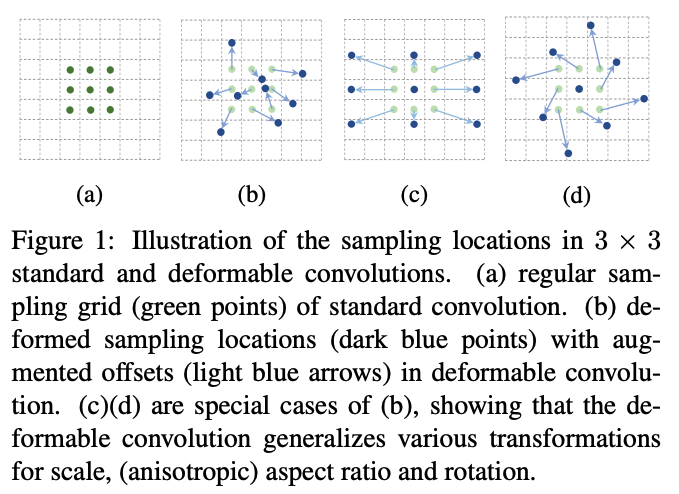 (a) (b) (c) (d)
Figure 1: Illustration of the sampling locations in 3 × 3
standard and deformable convolutions. (a) regular sam-
pling grid (green points) of standard convolution. (b) de-
formed sampling locations (dark blue points) with aug-
mented offsets (light blue arrows) in deformable convolu-
tion. (c)(d) are special cases of (b), showing that the de-
formable convolution generalizes various transformations
for scale, (anisotropic) aspect ratio and rotation.